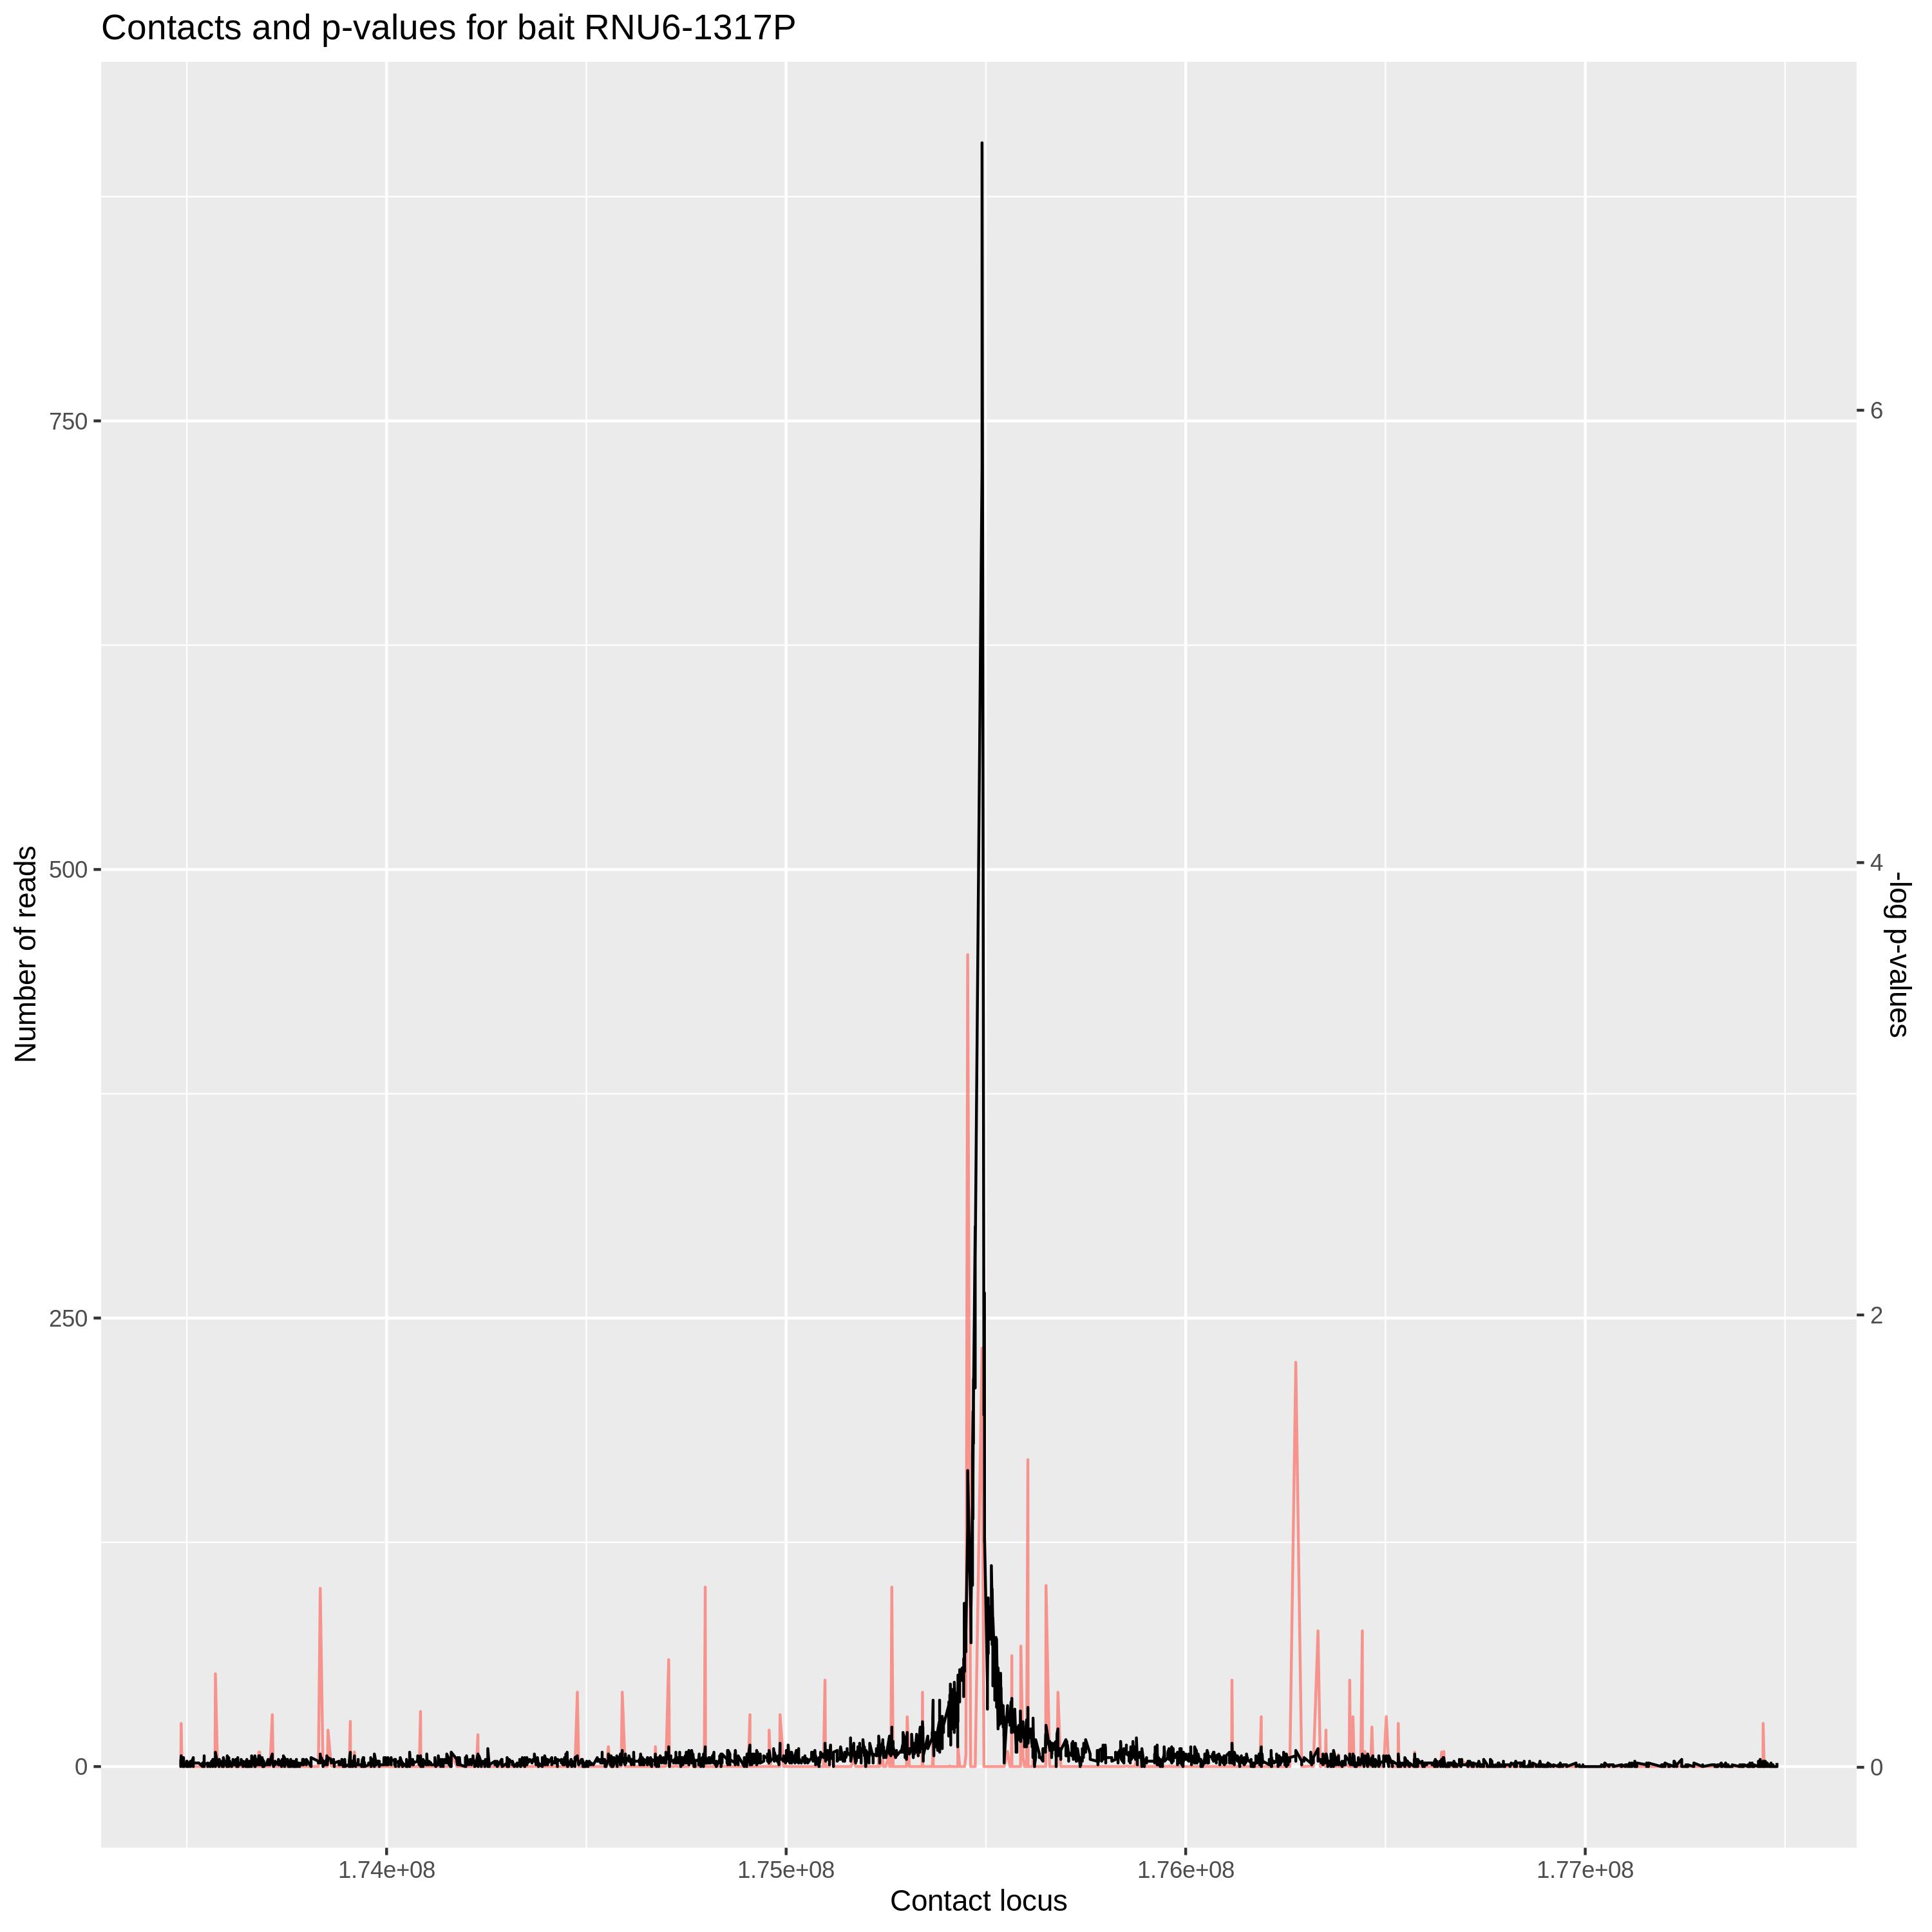 Contacts and p-values for bait RNU6-1317P
750
500
250
0
6
4
2
0
Number of reads
-log p-values
1.74e+08
1.75e+08
1.76e+08
1.77e+08
Contact locus